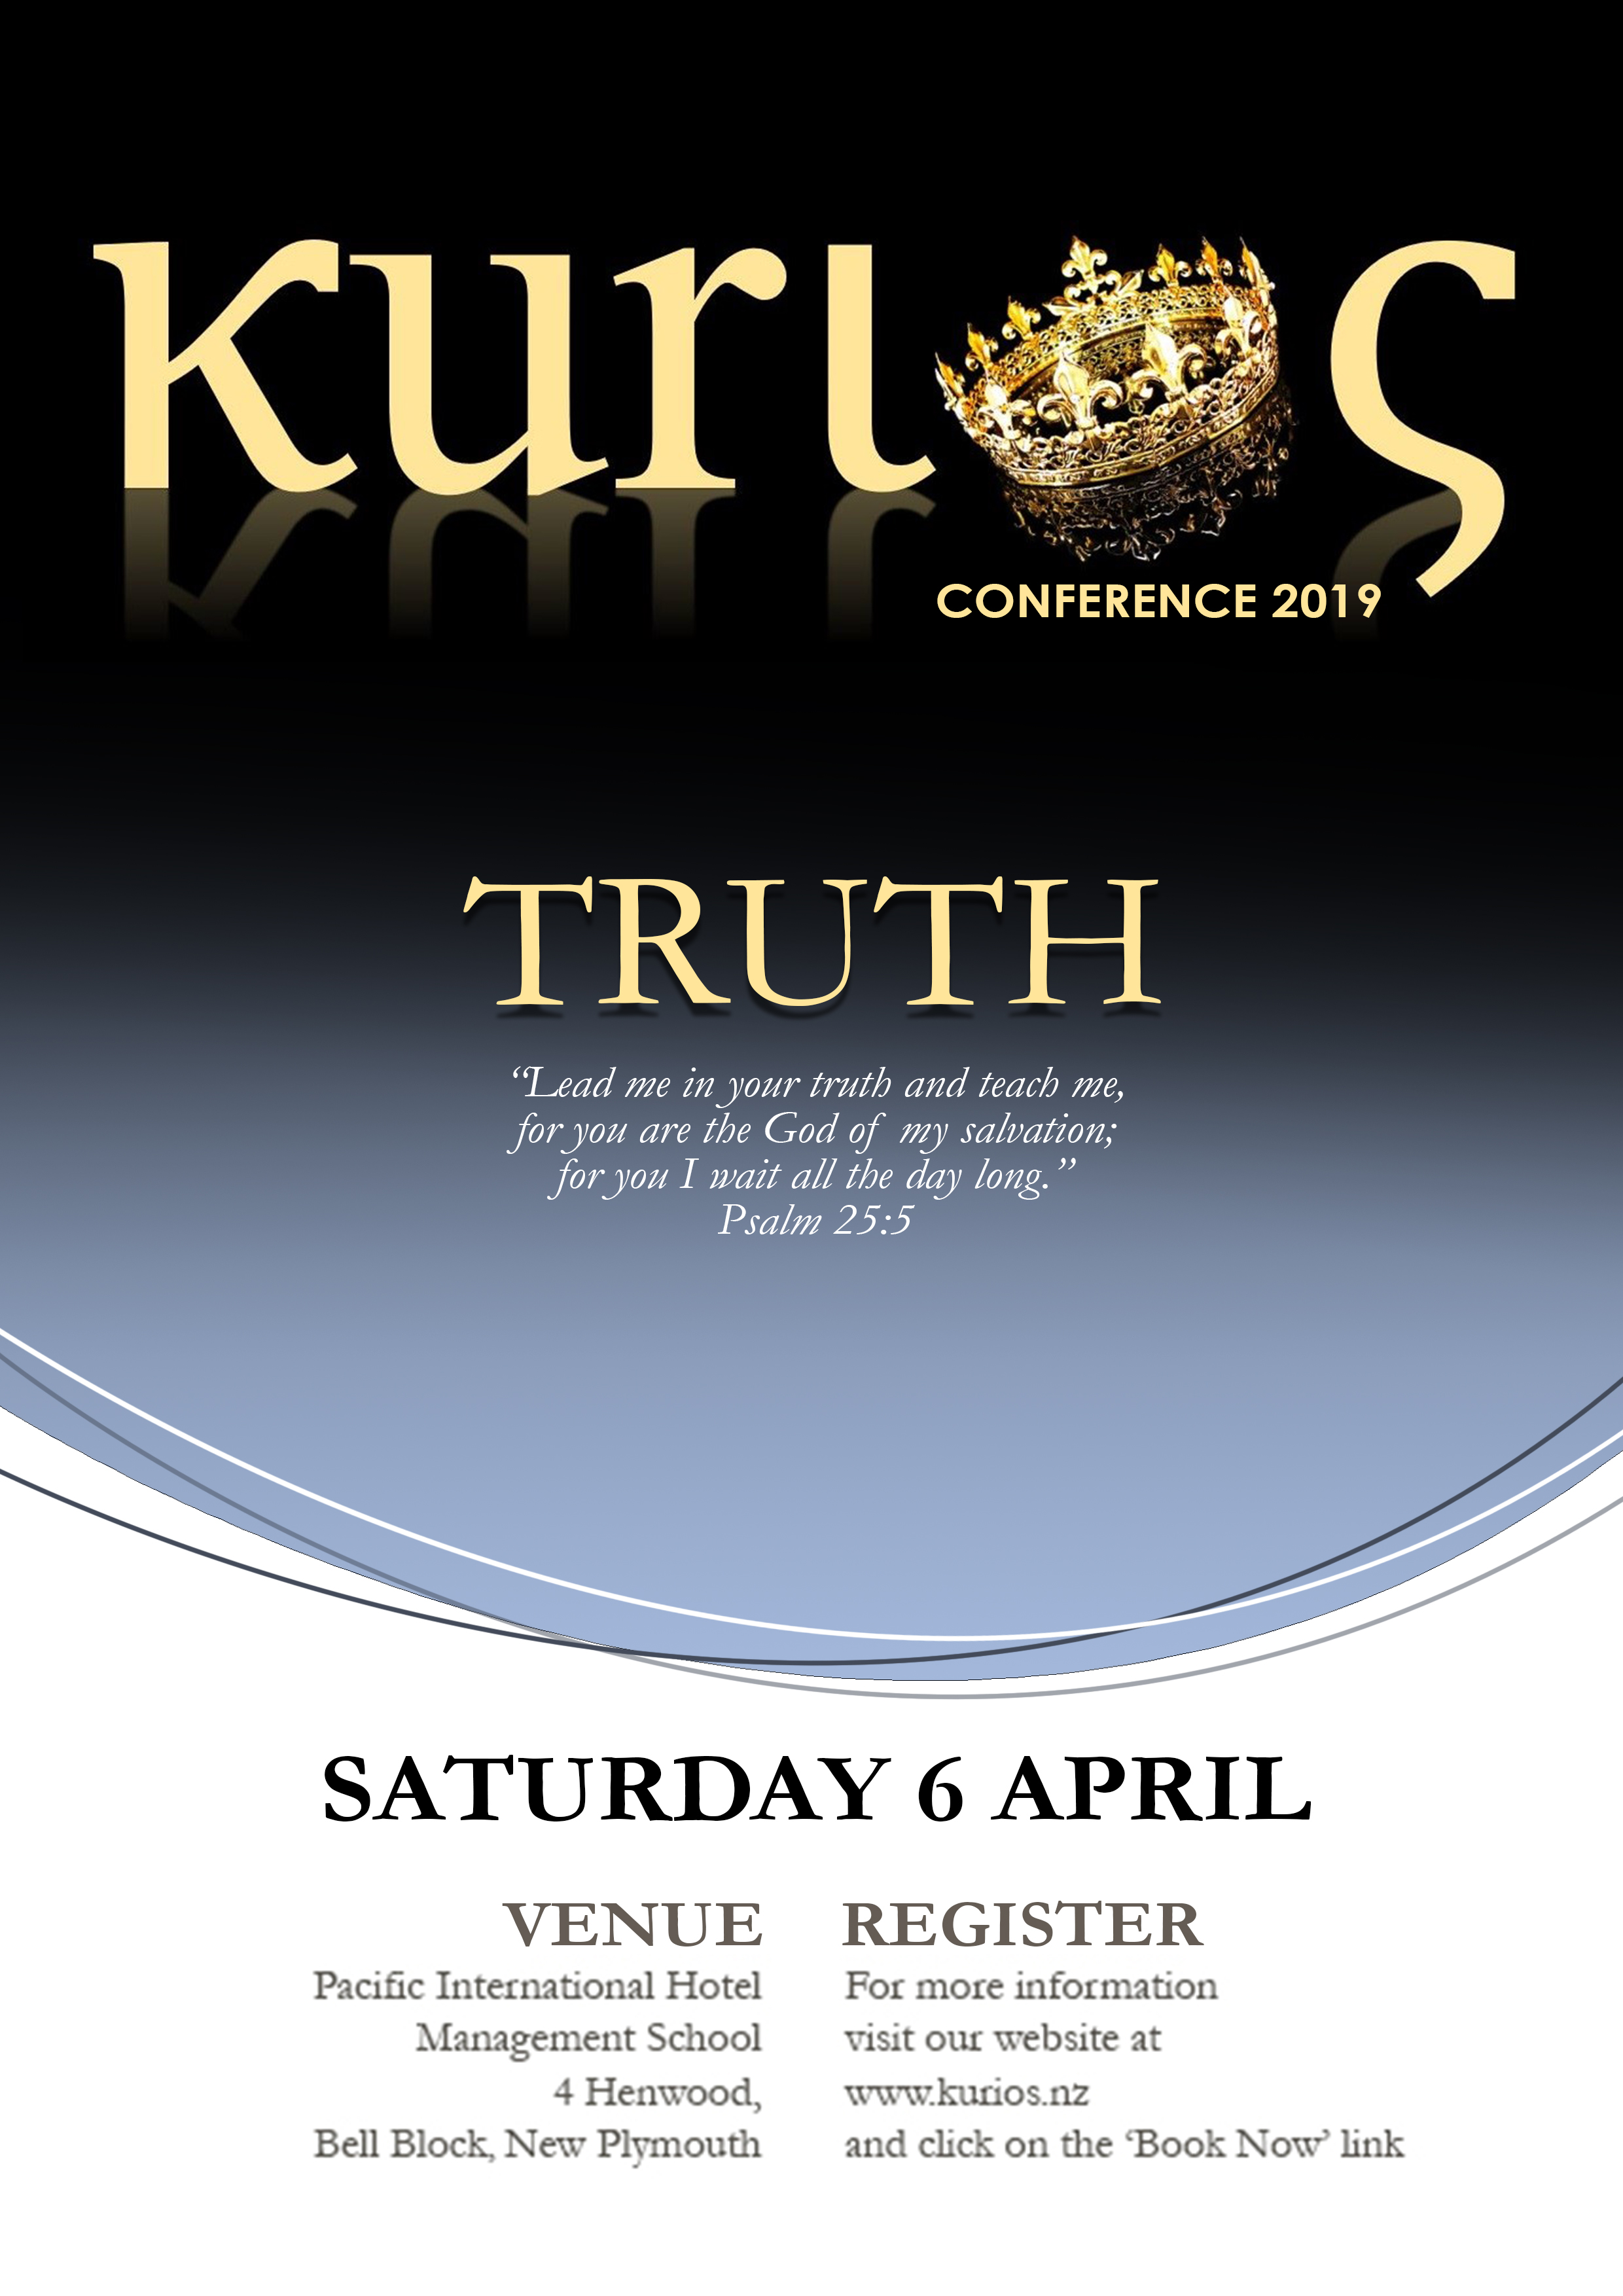 κurι ς
CONFERENCE 2019
TRUTH
“Lead me in your truth and teach me,
for you are the God of my salvation;
for you I wait all the day long.”
Psalm 25:5
SATURDAY 6 APRIL
VENUE
Pacific International Hotel
Management School
4 Henwood,
Bell Block, New Plymouth
REGISTER
For more information
visit our website at
www.kurios.nz
and click on the ‘Book Now’ link